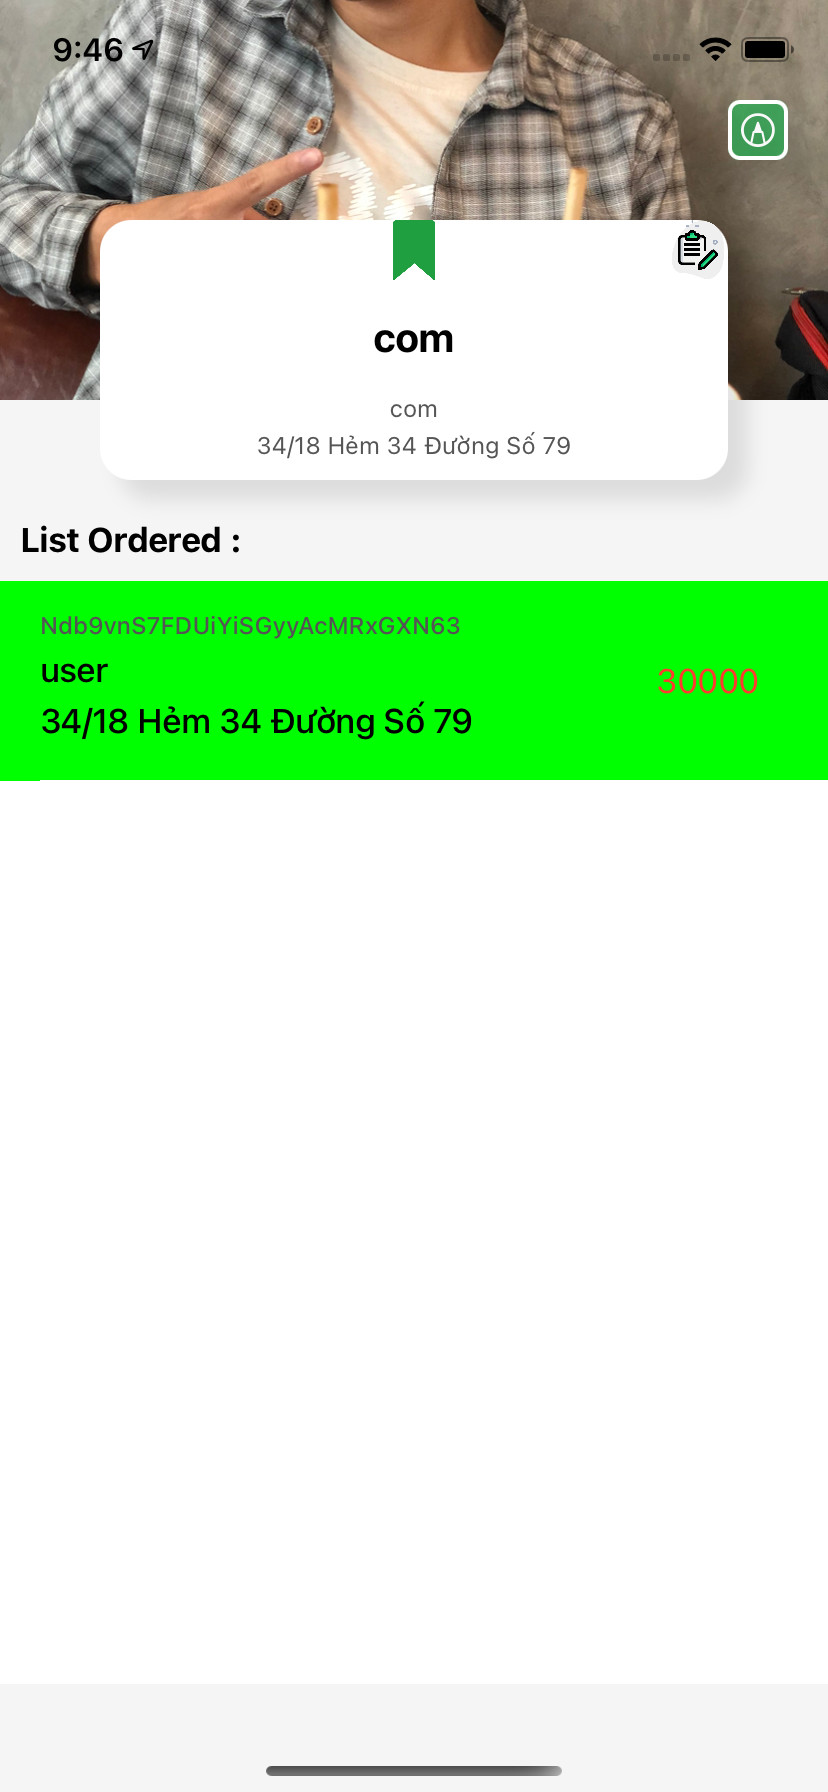 9:46
com
com
34/18 Hẻm 34 Đường Số 79
List Ordered :
Ndb9vnS7FDUiYiSGyyAcMRxGXN63
user
30000
34/18 Hẻm 34 Đường Số 79